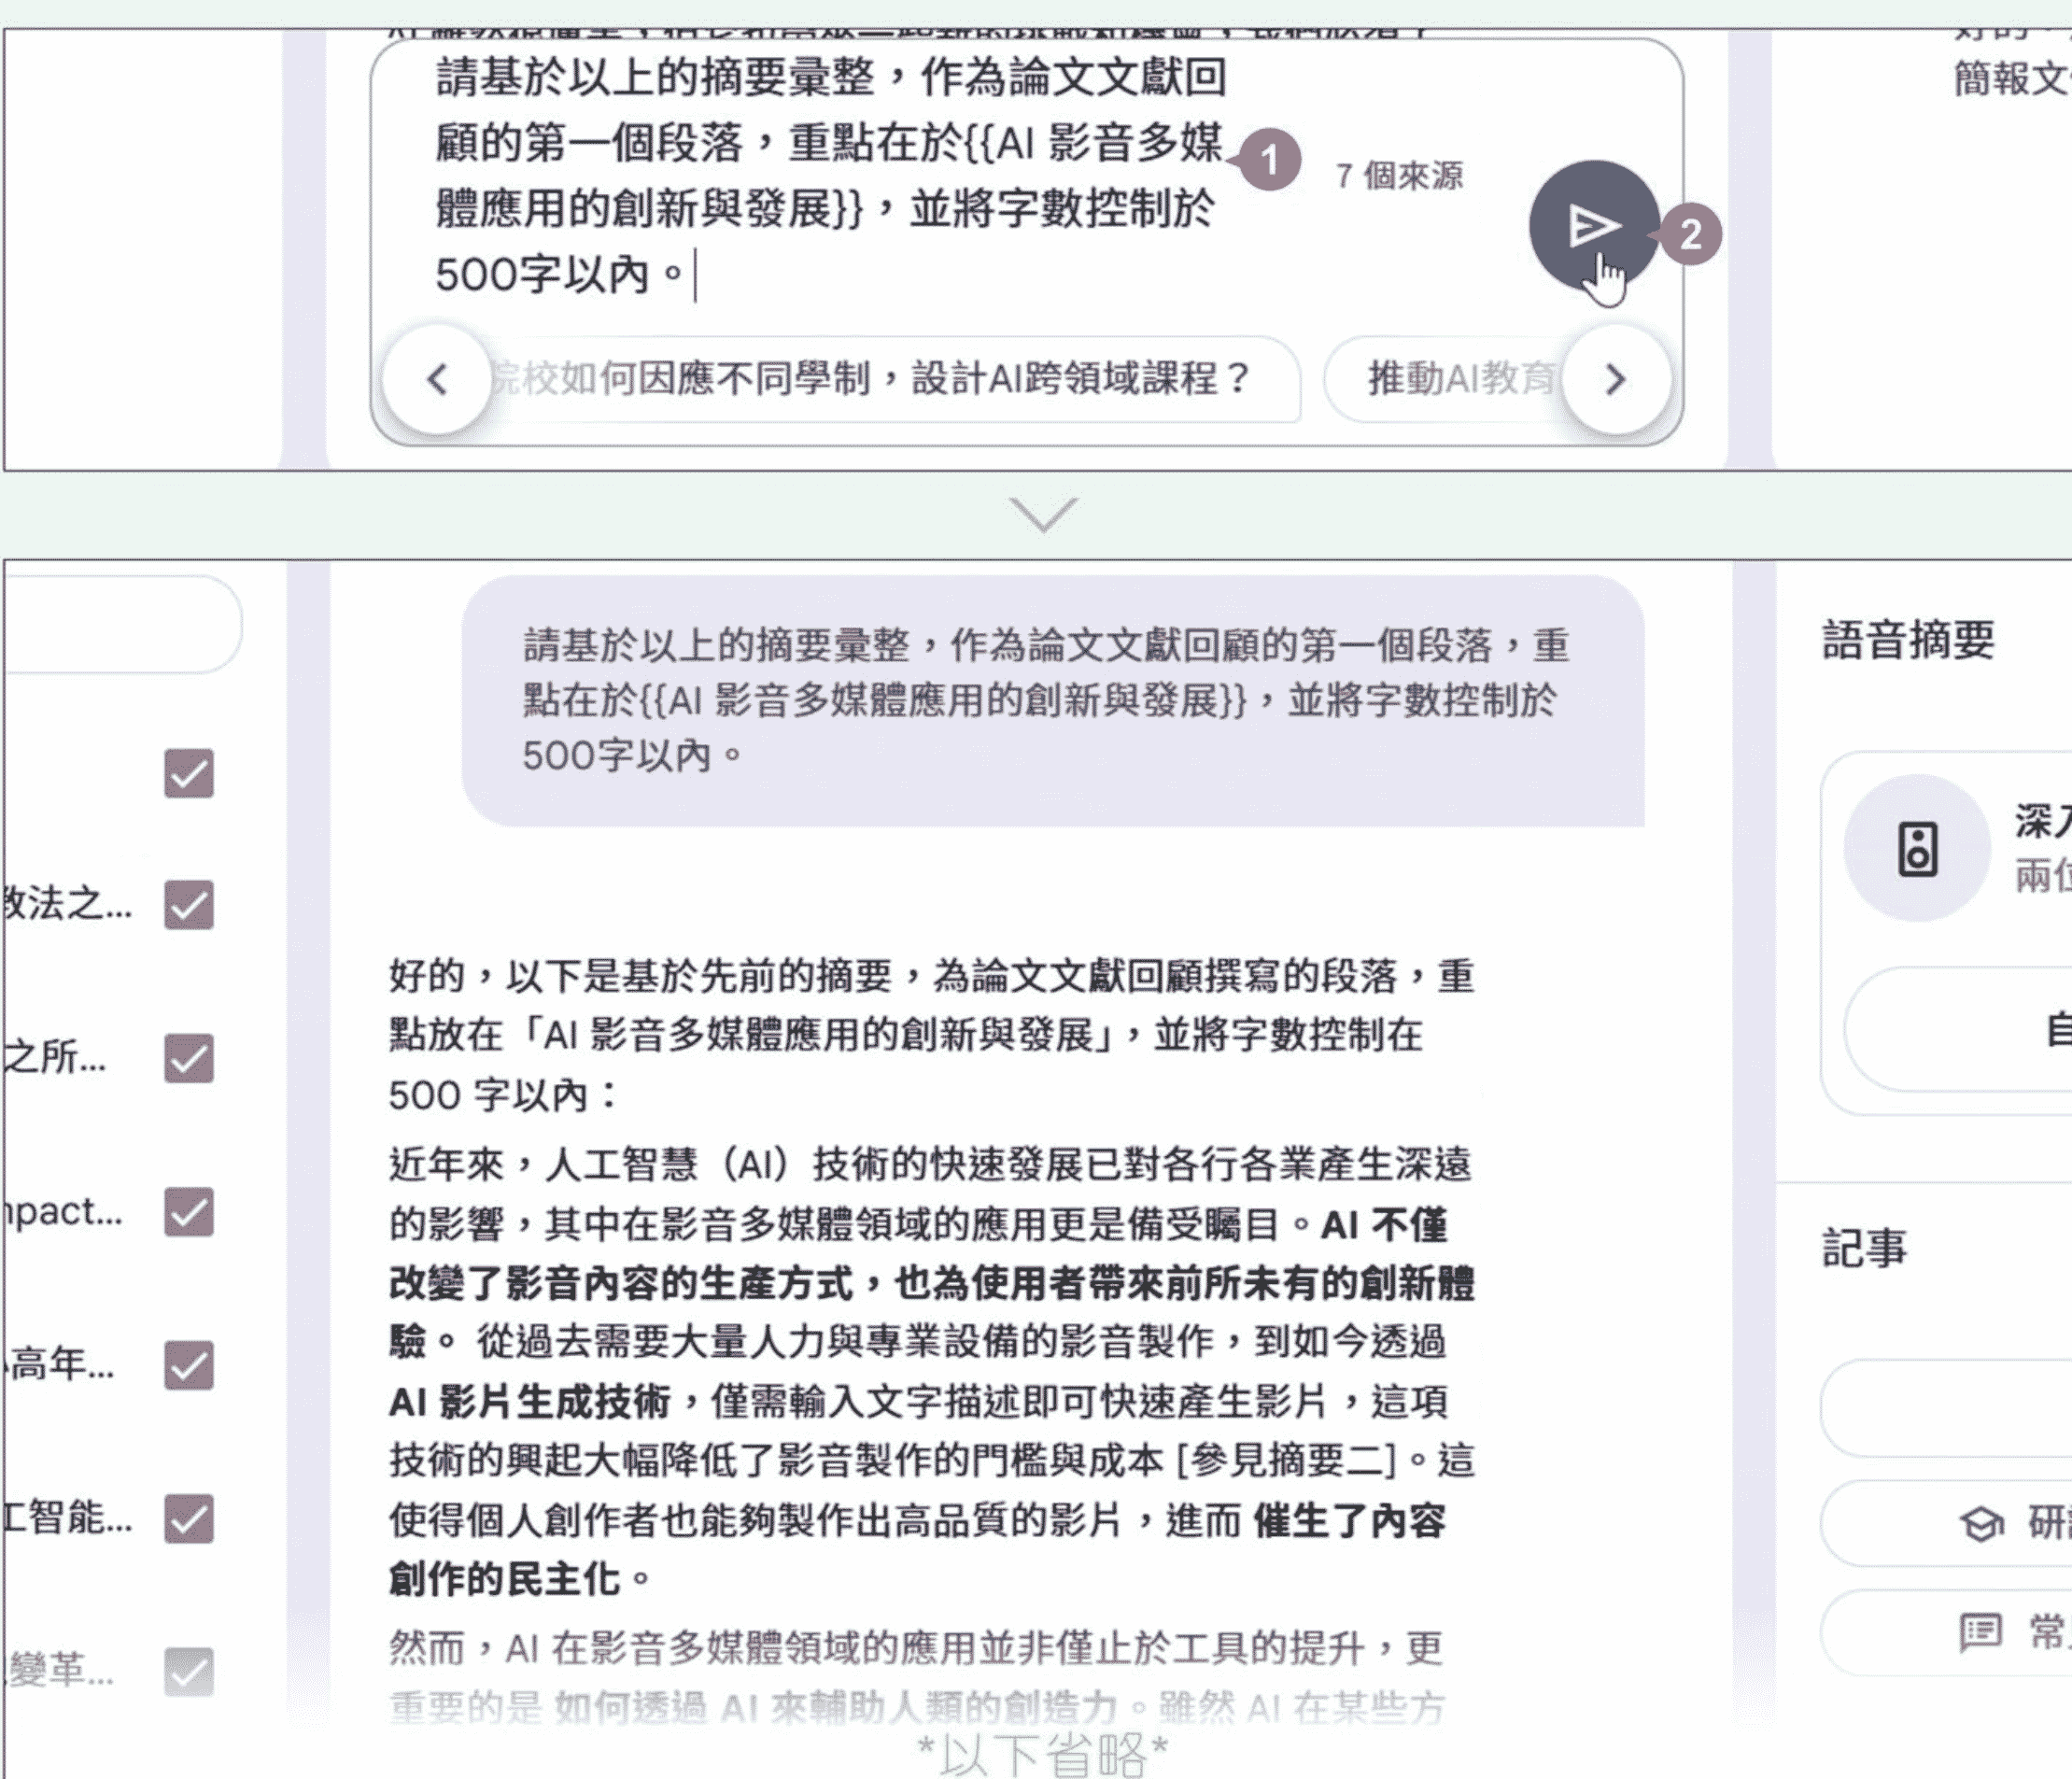 請基於以上的摘要彙整，作為論文文獻回
顧的第一個段落，重點在於{{AI 影音多媒
體應用的創新與發展}}，並將字數控制於
500字以內。
1
7 個來源
2
院校如何因應不同學制，設計AI跨領域課程？
推動AI教育
簡報文
請基於以上的摘要彙整，作為論文文獻回顧的第一個段落，重
點在於{{AI 影音多媒體應用的創新與發展}}，並將字數控制於
500字以內。
好的，以下是基於先前的摘要，為論文文獻回顧撰寫的段落，重
點放在「AI 影音多媒體應用的創新與發展」，並將字數控制在
500 字以內：
近年來，人工智慧（AI）技術的快速發展已對各行各業產生深遠
的影響，其中在影音多媒體領域的應用更是備受矚目。AI 不僅
改變了影音內容的生產方式，也為使用者帶來前所未有的創新體
驗。 從過去需要大量人力與專業設備的影音製作，到如今透過
AI 影片生成技術，僅需輸入文字描述即可快速產生影片，這項
技術的興起大幅降低了影音製作的門檻與成本 [參見摘要二]。這
使得個人創作者也能夠製作出高品質的影片，進而 催生了內容
創作的民主化。
然而，AI 在影音多媒體領域的應用並非僅止於工具的提升，更
重要的是 如何透過 AI 來輔助人類的創造力。雖然 AI 在某些方
*以下省略*
教法之...
之所...
mpact...
高年...
工智能...
變革...
語音摘要
深入
兩位
自
記事
研
常